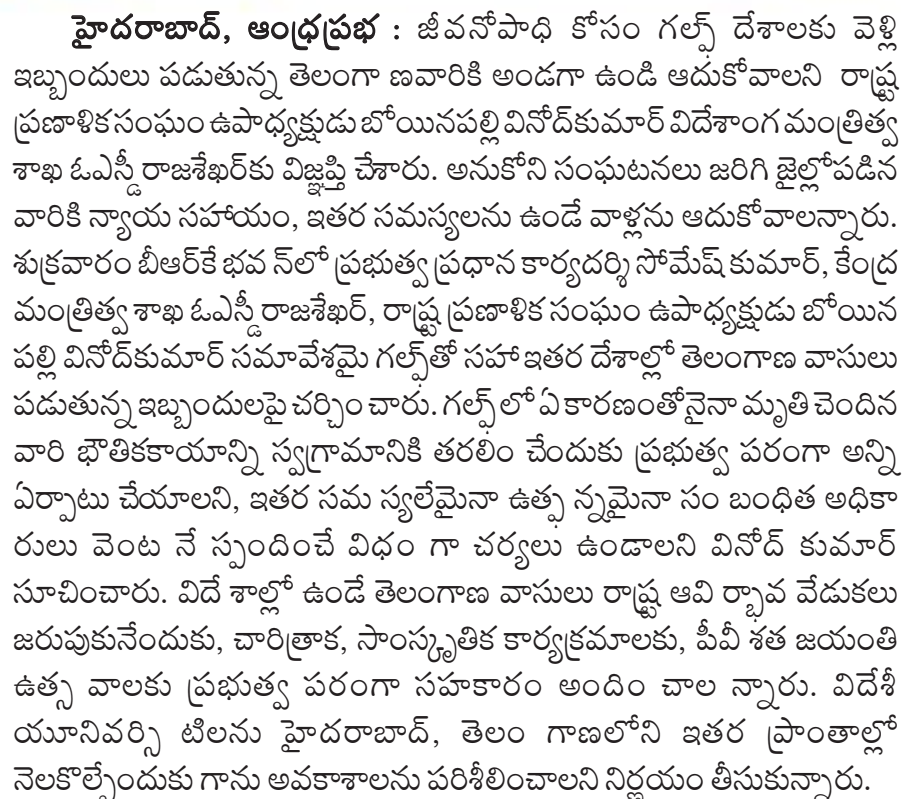 హైదరాబాద్, ఆంధ్రప్రభ : జీవనోపాధి కోసం గల్ఫ్ దేశాలకు వెళ్లి
ఇబ్బందులు పడుతున్న తెలంగా ణవారికి అండగా ఉండి ఆదుకోవాలని రాష్ట్ర
ప్రణాళికసంఘం ఉపాధ్యక్షుడు బోయినపల్లి వినోద్‌కుమార్ విదేశాంగ మంత్రిత్వ
శాఖ ఓఎస్డీ రాజశేఖర్‌కు విజ్ఞప్తి చేశారు. అనుకోని సంఘటనలు జరిగి జైల్లోపడిన
వారికి న్యాయ సహాయం, ఇతర సమస్యలను ఉండే వాళ్లను ఆదుకోవాలన్నారు.
శుక్రవారం బీఆర్‌కే భవ న్‌లో ప్రభుత్వ ప్రధాన కార్యదర్శి సోమేష్ కుమార్, కేంద్ర
మంత్రిత్వ శాఖ ఓఎస్డీ రాజశేఖర్, రాష్ట్ర ప్రణాళిక సంఘం ఉపాధ్యక్షుడు బోయిన
పల్లి వినోద్‌కుమార్ సమావేశమై గల్ఫ్‌తో సహా ఇతర దేశాల్లో తెలంగాణ వాసులు
పడుతున్న ఇబ్బందులపై చర్చిం చారు. గల్ఫ్ లో ఏ కారణంతోనైనా మృతి చెందిన
వారి భౌతికకాయాన్ని స్వగ్రామానికి తరలిం చేందుకు ప్రభుత్వ పరంగా అన్ని
ఏర్పాటు చేయాలని, ఇతర సమ స్యలేమైనా ఉత్ప న్నమైనా సం బంధిత అధికా
రులు వెంట నే స్పందించే విధం గా చర్యలు ఉండాలని వినోద్ కుమార్
సూచించారు. విదే శాల్లో ఉండే తెలంగాణ వాసులు రాష్ట్ర ఆవి ర్భావ వేడుకలు
జరుపుకునేందుకు, చారిత్రాక, సాంస్కృతిక కార్యక్రమాలకు, పీవీ శత జయంతి
ఉత్స వాలకు ప్రభుత్వ పరంగా సహకారం అందిం చాల న్నారు. విదేశీ
యూనివర్సి టిలను హైదరాబాద్, తెలం గాణలోని ఇతర ప్రాంతాల్లో
నెలకొల్పేందుకు గాను అవకాశాలను పరిశీలించాలని నిర్ణయం తీసుకున్నారు.